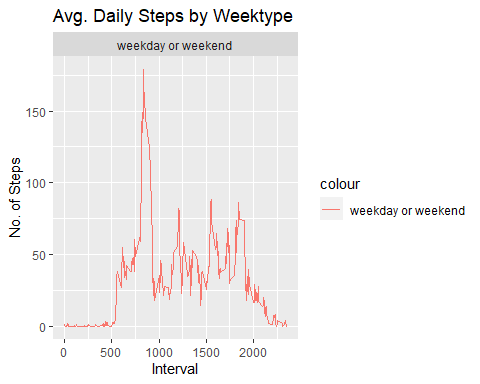 Avg. Daily Steps by Weektype
weekday or weekend
150
100
50
0
No. of Steps
0 500 1000 1500 2000
Interval
colour
weekday or weekend